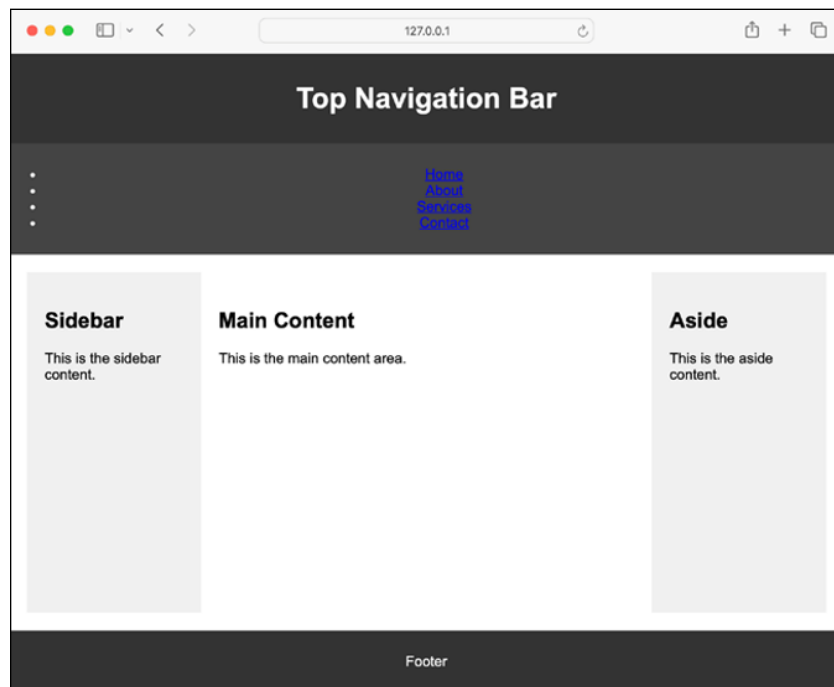 127.0.0.1
Top Navigation Bar
Home
About
Services
Contact
Sidebar
This is the sidebar
content.
Main Content
This is the main content area.
Aside
This is the aside
content.
Footer